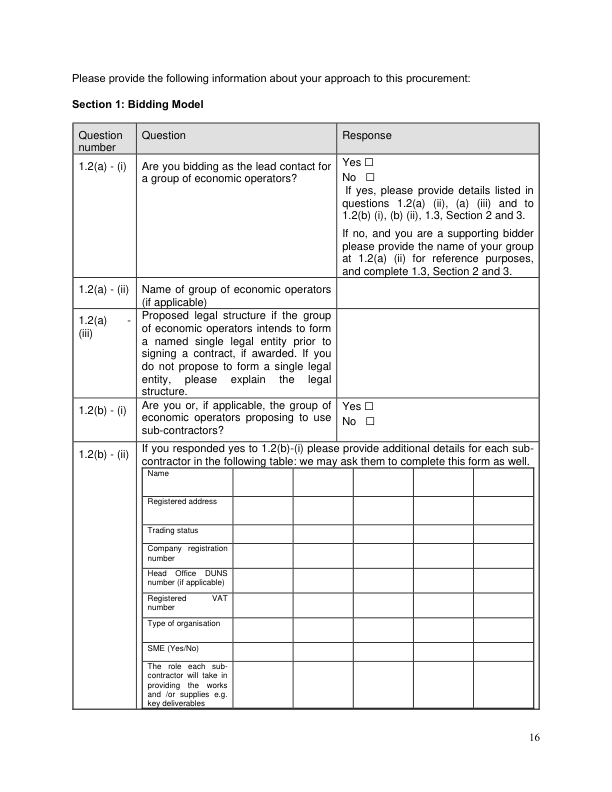 Please provide the following information about your approach to this procurement:
Section 1: Bidding Model
Question number
Question
Response
1.2(a) - (i)
Are you bidding as the lead contact for
a group of economic operators?
Yes ☐
No ☐
If yes, please provide details listed in
questions 1.2(a) (ii), (a) (iii) and to
1.2(b) (i), (b) (ii), 1.3, Section 2 and 3.
If no, and you are a supporting bidder
please provide the name of your group
at 1.2(a) (ii) for reference purposes,
and complete 1.3, Section 2 and 3.
1.2(a) - (ii)
Name of group of economic operators
(if applicable)
1.2(a) -
(iii)
Proposed legal structure if the group
of economic operators intends to form
a named single legal entity prior to
signing a contract, if awarded. If you
do not propose to form a single legal
entity, please explain the legal
structure.
1.2(b) - (i)
Are you or, if applicable, the group of
economic operators proposing to use
sub-contractors?
Yes ☐
No ☐
1.2(b) - (ii)
If you responded yes to 1.2(b)-(i) please provide additional details for each sub-
contractor in the following table: we may ask them to complete this form as well.
Name
Registered address
Trading status
Company registration
number
Head Office DUNS
number (if applicable)
Registered VAT
number
Type of organisation
SME (Yes/No)
The role each sub-
contractor will take in
providing the works
and /or supplies e.g.
key deliverables
16